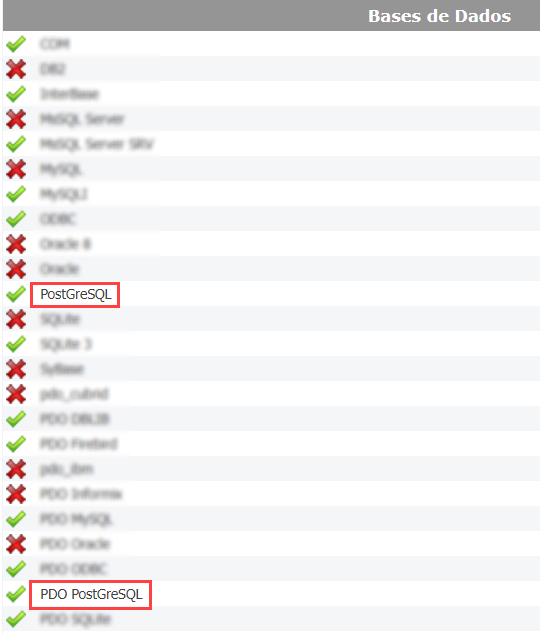 Bases de Dados
COM
DB2
InterBase
MsSQL Server
MsSQL Server SRV
MySQL
MySQLI
ODBC
Oracle 8
Oracle
PostGreSQL
SQLite
SQLite 3
SyBase
pdo_cubrid
PDO DBLIB
PDO Firebird
pdo_ibm
PDO Informix
PDO MySQL
PDO Oracle
PDO ODBC
PDO PostGreSQL
PDO SQLite